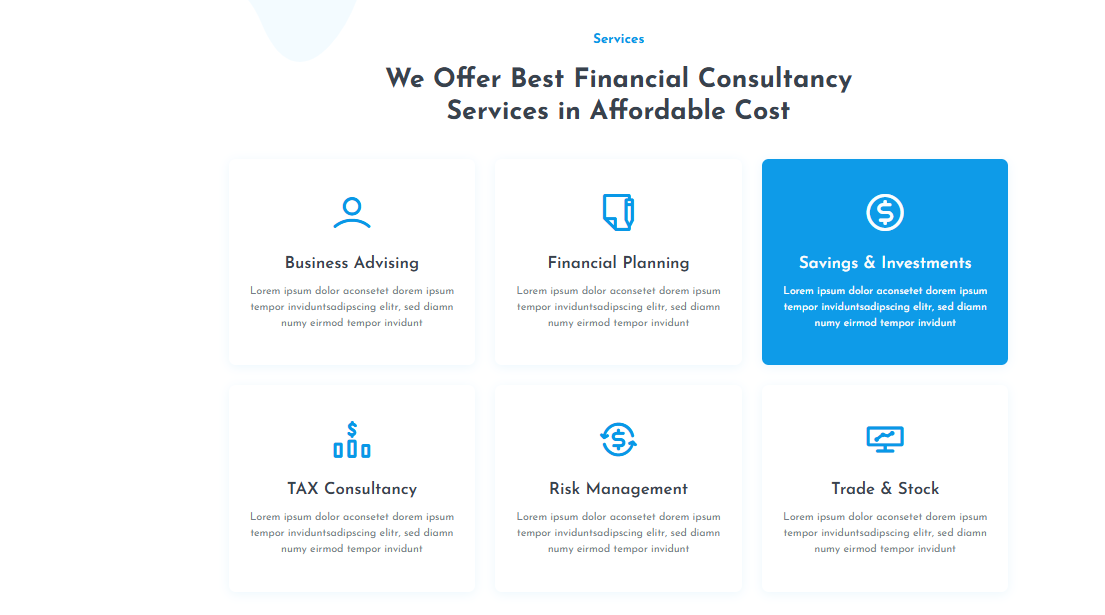 Services
We Offer Best Financial Consultancy
Services in Affordable Cost
Business Advising
Lorem ipsum dolor aconsetet dorem ipsum
tempor inviduntsadipscing elitr, sed diamn
numy eirmod tempor invidunt
Financial Planning
Lorem ipsum dolor aconsetet dorem ipsum
tempor inviduntsadipscing elitr, sed diamn
numy eirmod tempor invidunt
Savings & Investments
Lorem ipsum dolor aconsetet dorem ipsum
tempor inviduntsadipscing elitr, sed diamn
numy eirmod tempor invidunt
TAX Consultancy
Lorem ipsum dolor aconsetet dorem ipsum
tempor inviduntsadipscing elitr, sed diamn
numy eirmod tempor invidunt
Risk Management
Lorem ipsum dolor aconsetet dorem ipsum
tempor inviduntsadipscing elitr, sed diamn
numy eirmod tempor invidunt
Trade & Stock
Lorem ipsum dolor aconsetet dorem ipsum
tempor inviduntsadipscing elitr, sed diamn
numy eirmod tempor invidunt